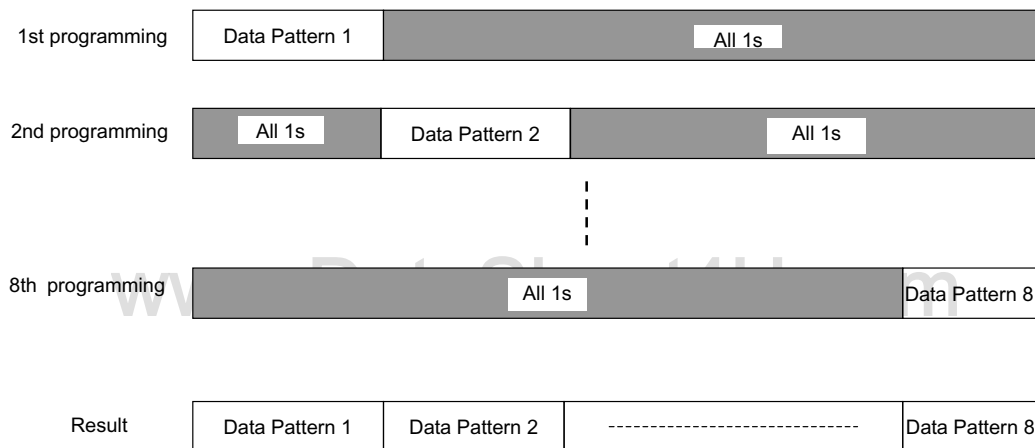 1st programming Data Pattern 1 All 1s
2nd programming All 1s Data Pattern 2 All 1s
8th programming All 1s Data Pattern 8
Result Data Pattern 1 Data Pattern 2 Data Pattern 8